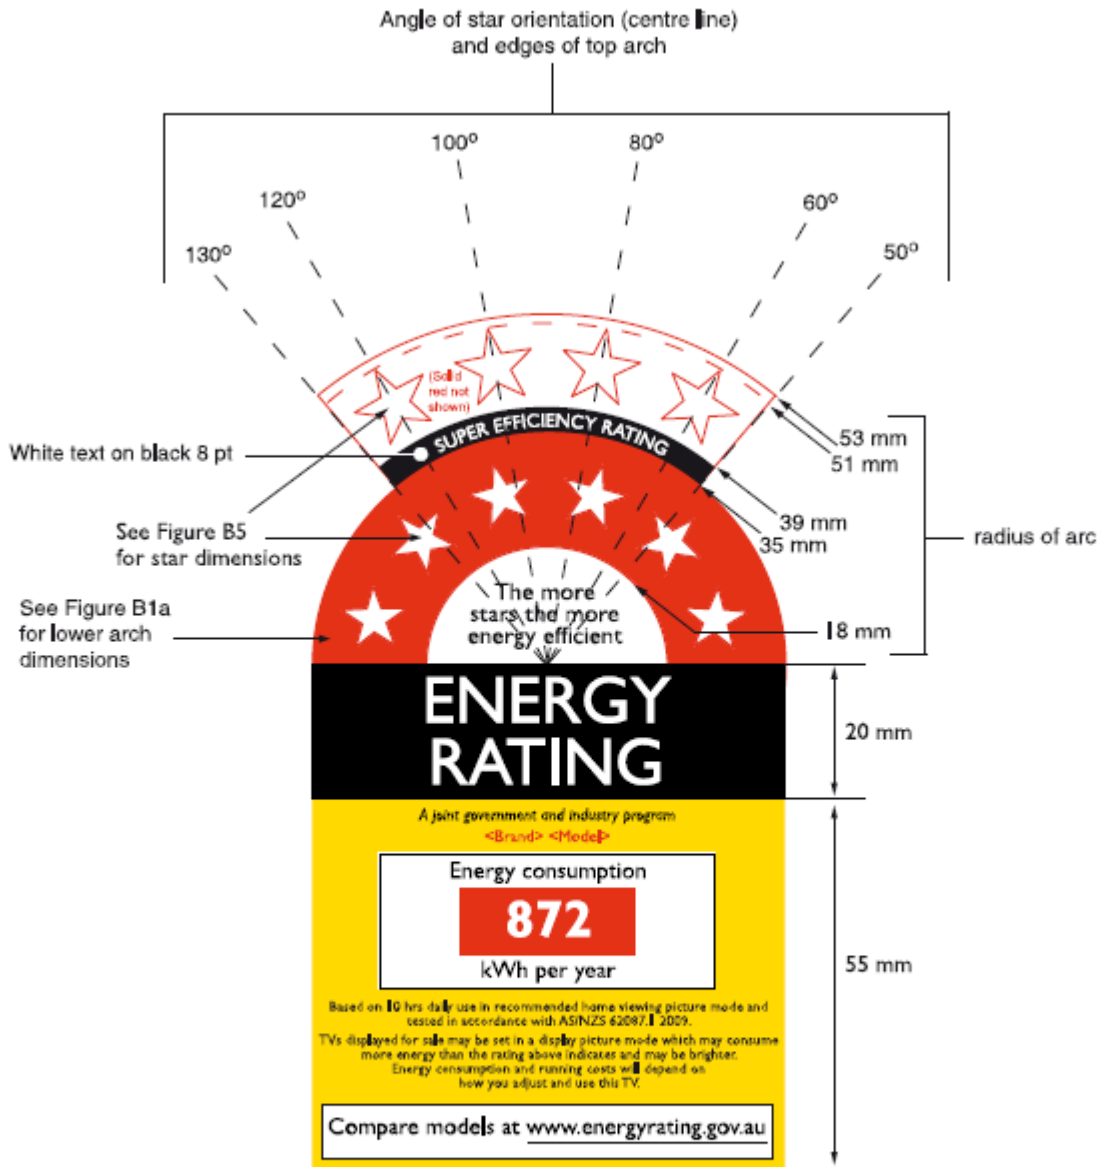 Angle of star orientation (centre line)
and edges of top arch
100º
80º
120º
60º
130º
50º
(Solid
red not
shown)
SUPER EFFICIENCY RATING
53 mm
51 mm
White text on black 8 pt
39 mm
35 mm
See Figure B5
for star dimensions
radius of arc
The more
stars the more
energy efficient
See Figure B1a
for lower arch
dimensions
18 mm
ENERGY
RATING
20 mm
A joint government and industry program
<Brand> <Model>
Energy consumption
872
kWh per year
55 mm
Based on 10 hrs daily use in recommended home viewing picture mode and
tested in accordance with AS/NZS 62087.1 2009.
TVs displayed for sale may be set in a display picture mode which may consume
more energy than the rating above indicates and may be brighter.
Energy consumption and running costs will depend on
how you adjust and use this TV.
Compare models at www.energyrating.gov.au